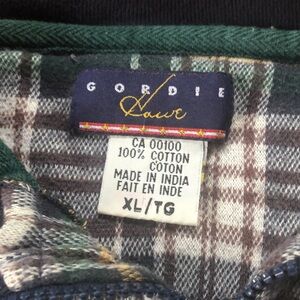 GORDIE
Howe
CA 00100
100% COTTON
COTON
MADE IN INDIA
FAIT EN INDE
XL/TG